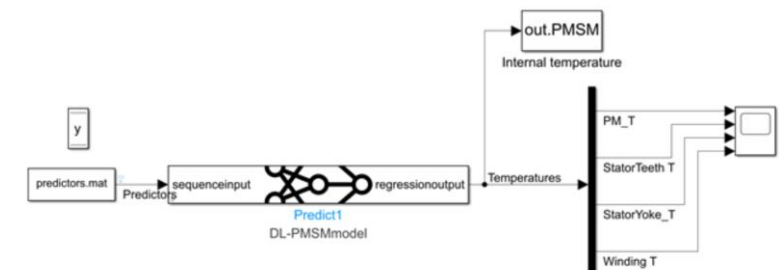 out.PMSM
Internal temperature
y
predictors.mat
Predictors
sequenceinput
regressionoutput
Temperatures
Predict1
DL-PMSMmodel
PM_T
StatorTeeth T
StatorYoke_T
Winding T